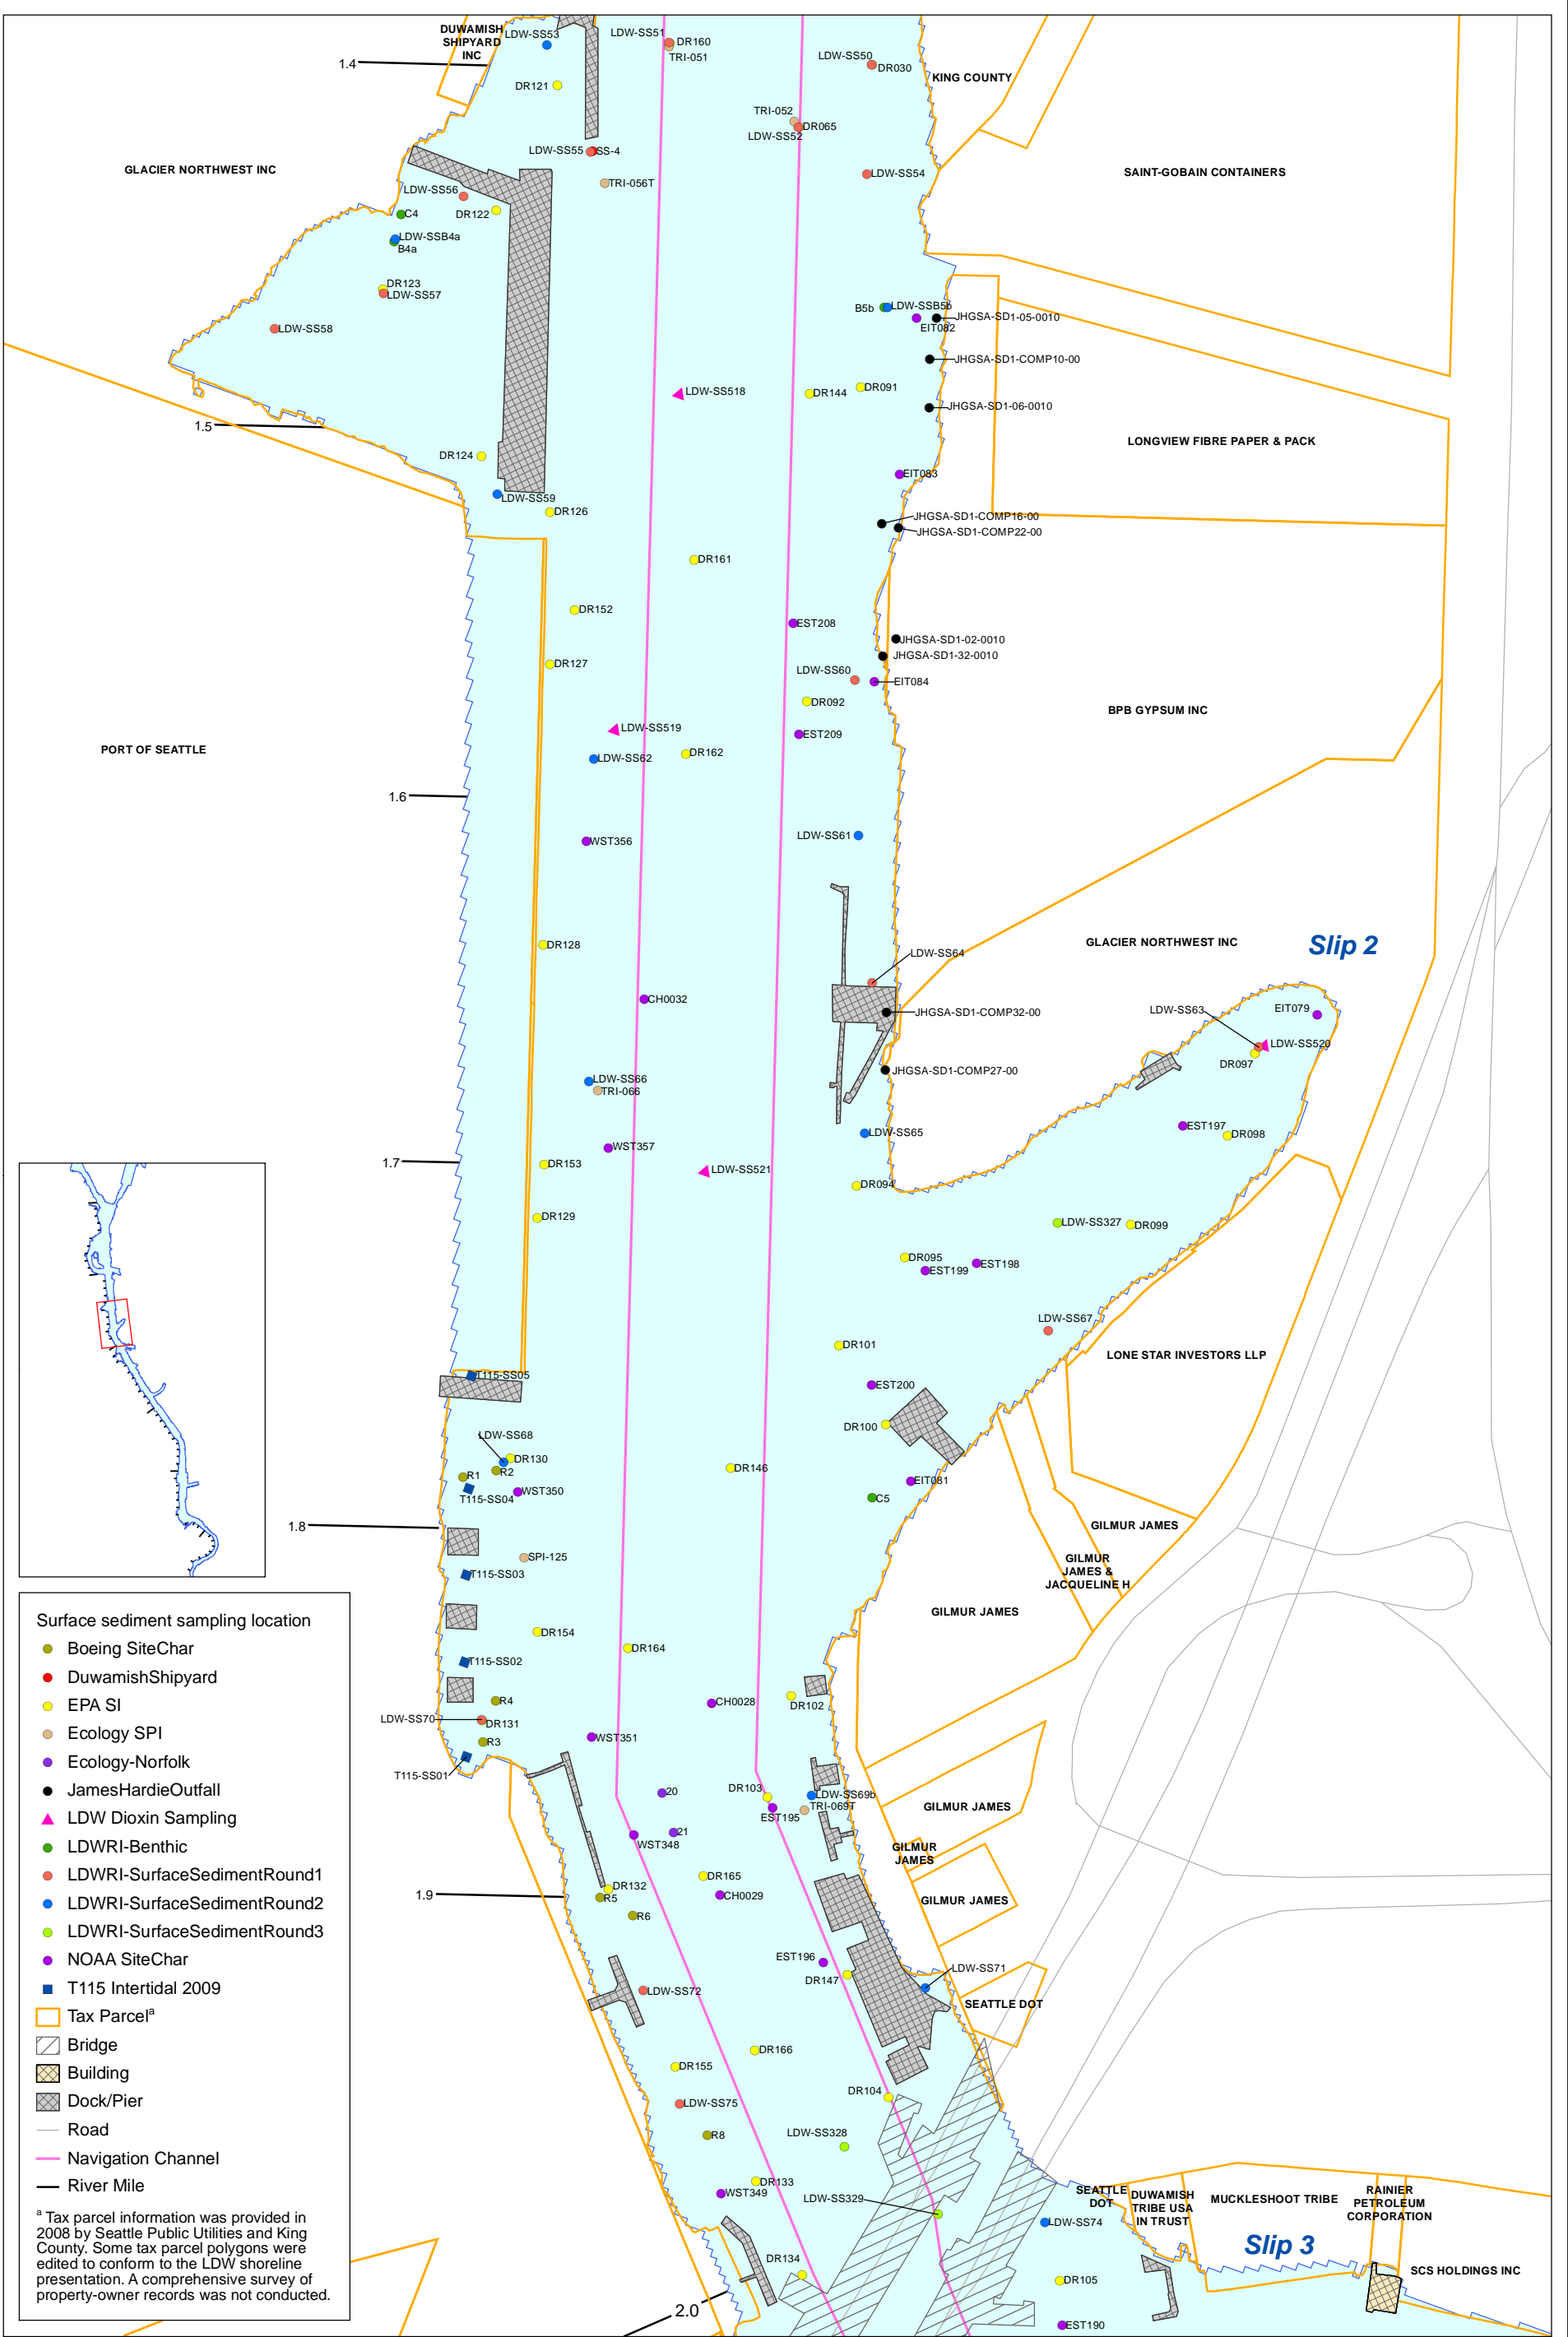 DUWAMISH
SHIPYARD
INC
LDW-SS53
LDW-SS51
DR160
TRI-051
LDW-SS50
DR030
1.4
KING COUNTY
DR121
TRI-052
DR065
LDW-SS52
LDW-SS55
SS-4
GLACIER NORTHWEST INC
LDW-SS54
SAINT-GOBAIN CONTAINERS
TRI-056T
LDW-SS56
C4
DR122
LDW-SSB4a
B4a
DR123
LDW-SS57
B5b
LDW-SSB5b
JHGSA-SD1-05-0010
EIT082
LDW-SS58
JHGSA-SD1-COMP10-00
LDW-SS518
DR144
DR091
JHGSA-SD1-06-0010
1.5
LONGVIEW FIBRE PAPER & PACK
DR124
EIT083
LDW-SS59
DR126
JHGSA-SD1-COMP16-00
JHGSA-SD1-COMP22-00
DR161
DR152
EST208
JHGSA-SD1-02-0010
JHGSA-SD1-32-0010
DR127
LDW-SS60
EIT084
DR092
BPB GYPSUM INC
LDW-SS519
EST209
PORT OF SEATTLE
LDW-SS62
DR162
1.6
LDW-SS61
WST356
DR128
GLACIER NORTHWEST INC
Slip 2
LDW-SS64
CH0032
JHGSA-SD1-COMP32-00
LDW-SS63
EIT079
LDW-SS520
DR097
JHGSA-SD1-COMP27-00
LDW-SS66
TRI-066
EST197
DR098
LDW-SS65
WST357
1.7
DR153
LDW-SS521
DR094
DR129
LDW-SS327
DR099
DR095
EST199
EST198
LDW-SS67
DR101
LONE STAR INVESTORS LLP
T115-SS05
EST200
DR100
LDW-SS68
DR130
R1
R2
DR146
T115-SS04
WST350
EIT081
C5
1.8
GILMUR JAMES
SPI-125
GILMUR
JAMES &
JACQUELINE H
T115-SS03
GILMUR JAMES
DR154
DR164
T115-SS02
R4
CH0028
DR102
LDW-SS70
DR131
R3
WST351
T115-SS01
20
DR103
LDW-SS69b
EST195
TRI-069T
GILMUR JAMES
21
WST348
GILMUR
JAMES
DR165
DR132
1.9
R5
CH0029
GILMUR JAMES
R6
EST196
DR147
LDW-SS71
LDW-SS72
SEATTLE DOT
DR166
DR155
DR104
LDW-SS75
R8
LDW-SS328
DR133
WST349
LDW-SS329
SEATTLE
DOT
DUWAMISH
TRIBE USA
IN TRUST
MUCKLESHOOT TRIBE
RAINIER
PETROLEUM
CORPORATION
LDW-SS74
Slip 3
DR134
SCS HOLDINGS INC
DR105
2.0
EST190
Surface sediment sampling location
Boeing SiteChar
DuwamishShipyard
EPA SI
Ecology SPI
Ecology-Norfolk
JamesHardieOutfall
LDW Dioxin Sampling
LDWRI-Benthic
LDWRI-SurfaceSedimentRound1
LDWRI-SurfaceSedimentRound2
LDWRI-SurfaceSedimentRound3
NOAA SiteChar
T115 Intertidal 2009
Tax Parcelᵃ
Bridge
Building
Dock/Pier
Road
Navigation Channel
River Mile
ᵃ Tax parcel information was provided in
2008 by Seattle Public Utilities and King
County. Some tax parcel polygons were
edited to conform to the LDW shoreline
presentation. A comprehensive survey of
property-owner records was not conducted.